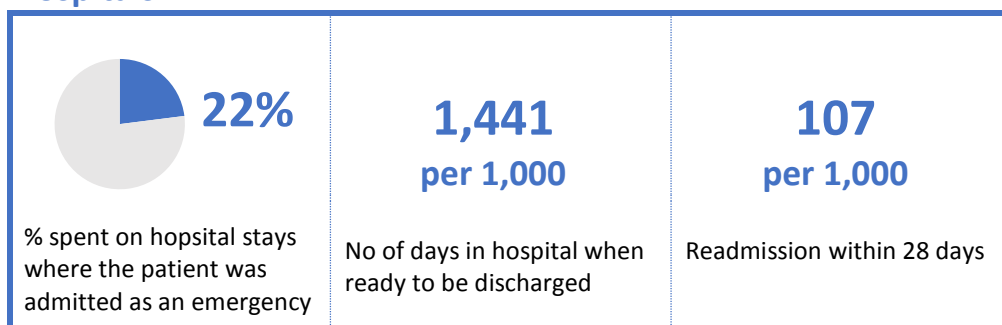 22%
% spent on hopsital stays
where the patient was
admitted as an emergency
1,441
per 1,000
No of days in hospital when
ready to be discharged
107
per 1,000
Readmission within 28 days